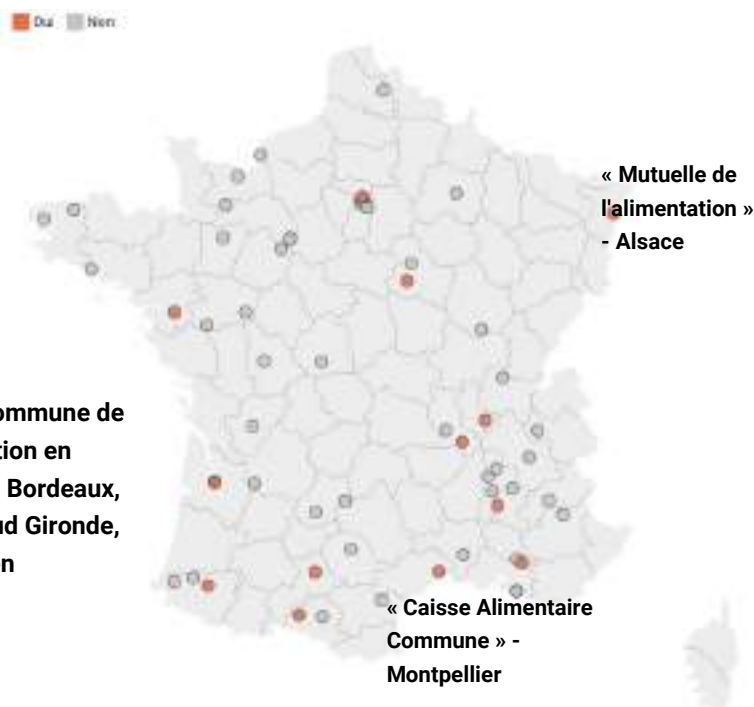 Oui Non
« Mutuelle de
l'alimentation »
- Alsace
ommune de
tion en
Bordeaux,
ud Gironde,
n
« Caisse Alimentaire
Commune » -
Montpellier